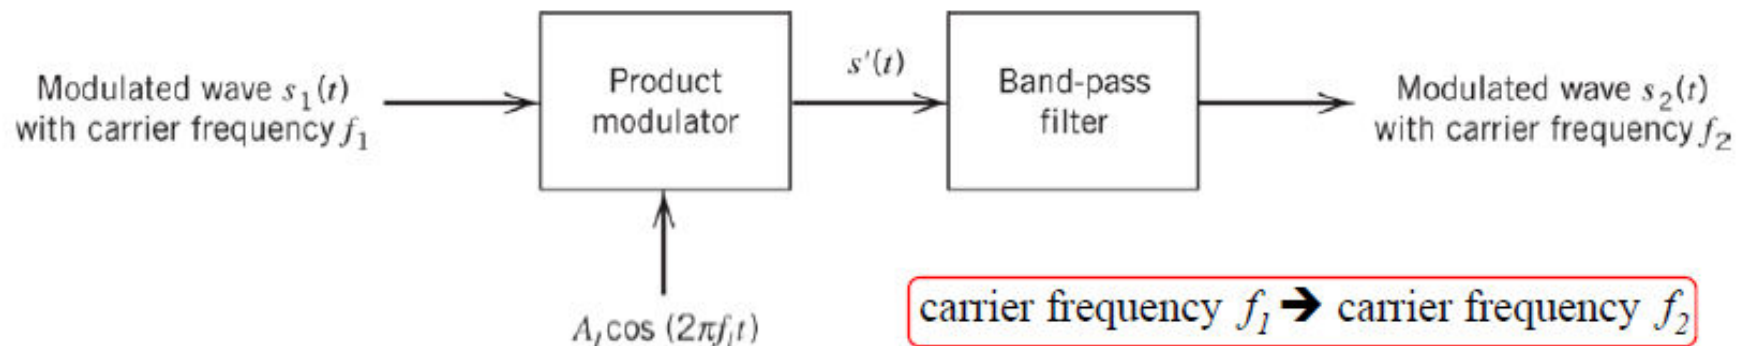 Modulated wave s₁(t)
with carrier frequency f₁
Product
modulator
s'(t)
Band-pass
filter
Modulated wave s₂(t)
with carrier frequency f₂
Aₗ cos (2πfₗt)
carrier frequency f₁ ➔ carrier frequency f₂